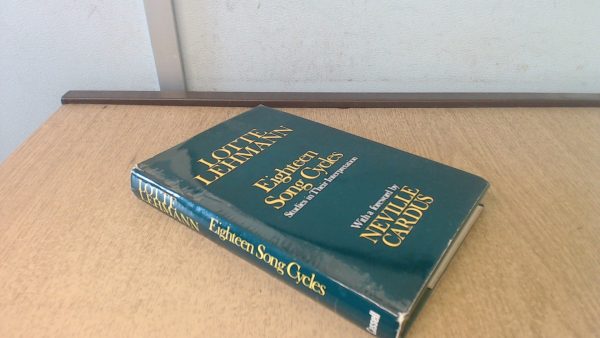 LOTTE
LEHMANN
Eighteen
Song Cycles
Studies in Their Interpretation
With a foreword by
NEVILLE
CARDUS
LOTTE
LEHMANN
Eighteen Song Cycles
Cassell